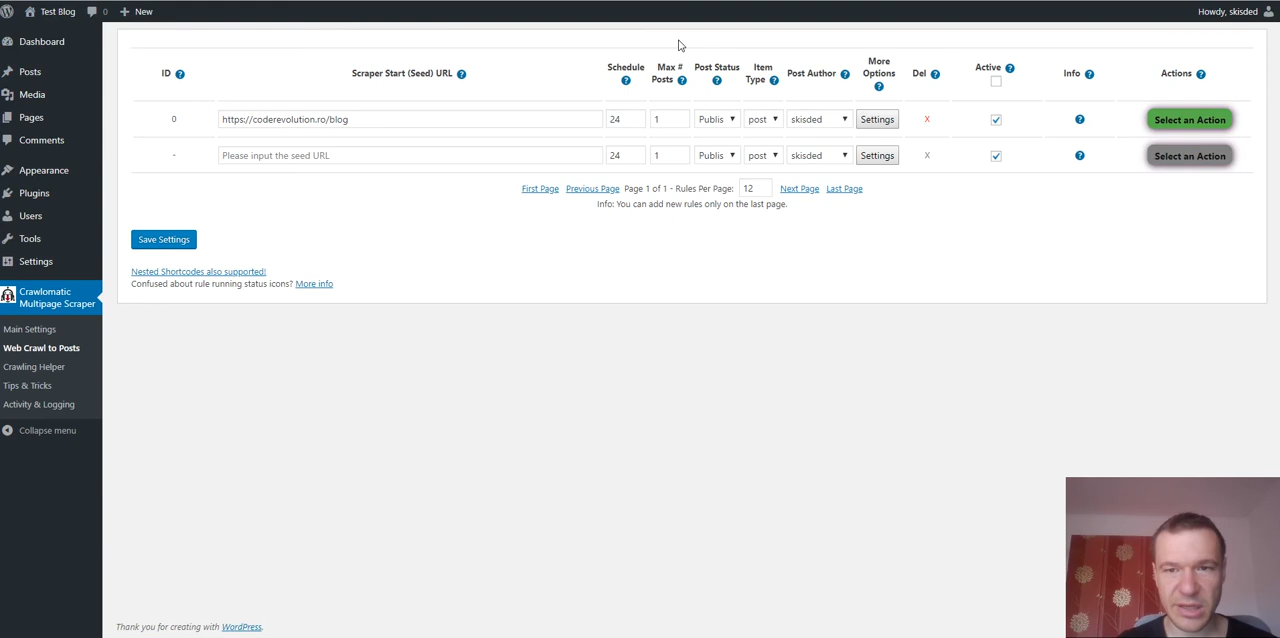 Test Blog 0 New Howdy, skisded
Dashboard
Posts
Media
Pages
Comments
Appearance
Plugins
Users
Tools
Settings
Crawlomatic
Multipage Scraper
Main Settings
Web Crawl to Posts
Crawling Helper
Tips & Tricks
Activity & Logging
Collapse menu
ID Scraper Start (Seed) URL Schedule Max # Posts Post Status Item Type Post Author More Options Del Active Info Actions
0 https://coderevolution.ro/blog 24 1 Publis post skisded Settings X Select an Action
- Please input the seed URL 24 1 Publis post skisded Settings X Select an Action
First Page Previous Page Page 1 of 1 - Rules Per Page: 12 Next Page Last Page
Info: You can add new rules only on the last page.
Save Settings
Nested Shortcodes also supported!
Confused about rule running status icons? More info
Thank you for creating with WordPress.